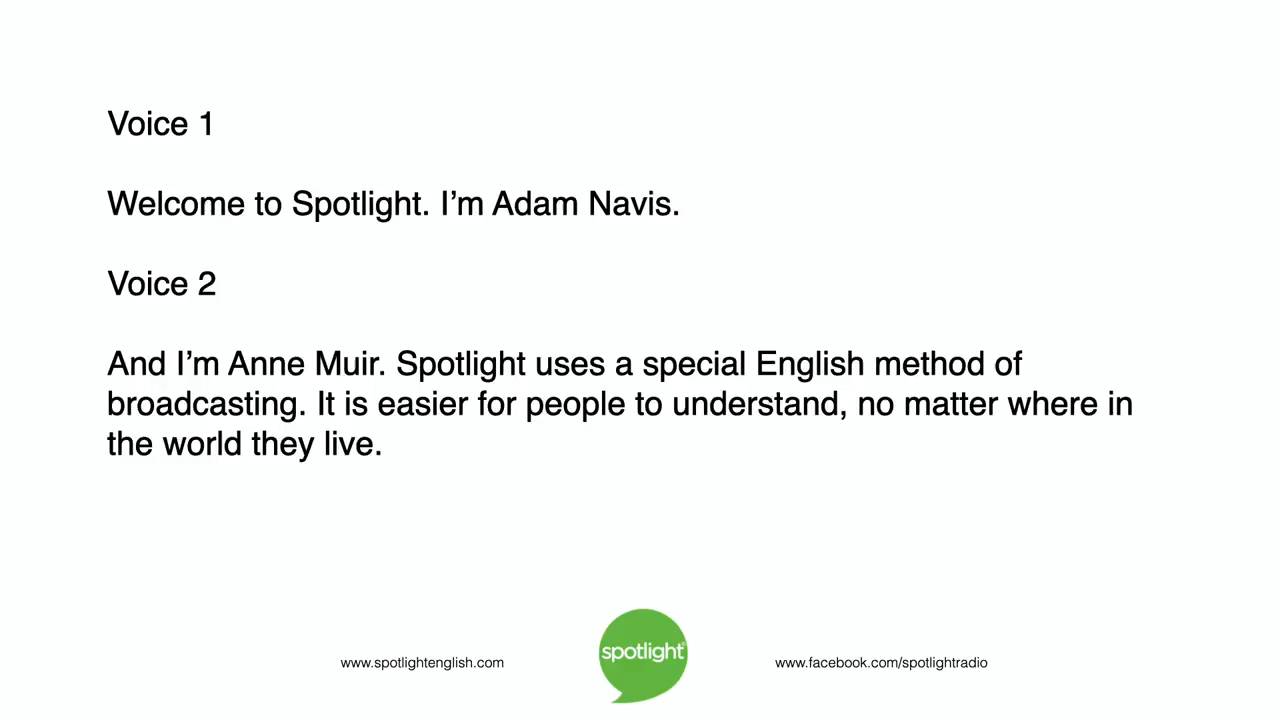 Voice 1
Welcome to Spotlight. I’m Adam Navis.
Voice 2
And I’m Anne Muir. Spotlight uses a special English method of
broadcasting. It is easier for people to understand, no matter where in
the world they live.
www.spotlightenglish.com
spotlight®
www.facebook.com/spotlightradio